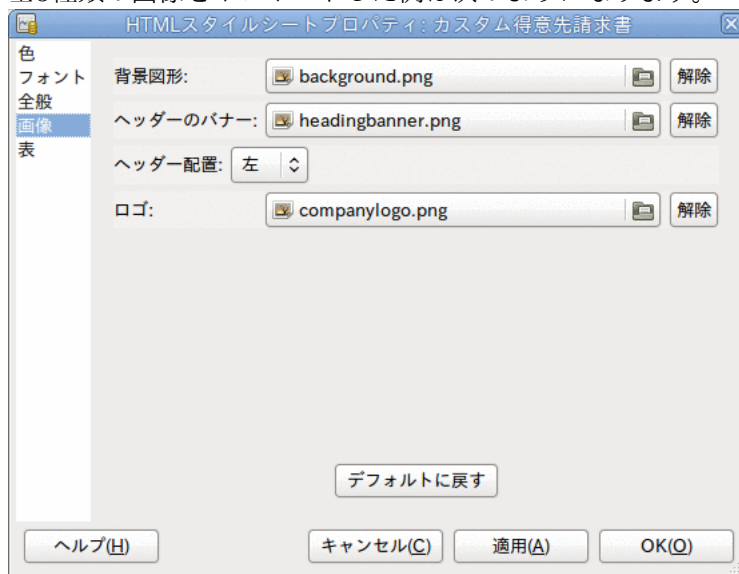 HTMLスタイルシートプロパティ: カスタム得意先請求書
色
フォント
全般
画像
表
背景図形: background.png 解除
ヘッダーのバナー: headingbanner.png 解除
ヘッダー配置: 左
ロゴ: companylogo.png 解除
デフォルトに戻す
ヘルプ(H) キャンセル(C) 適用(A) OK(O)